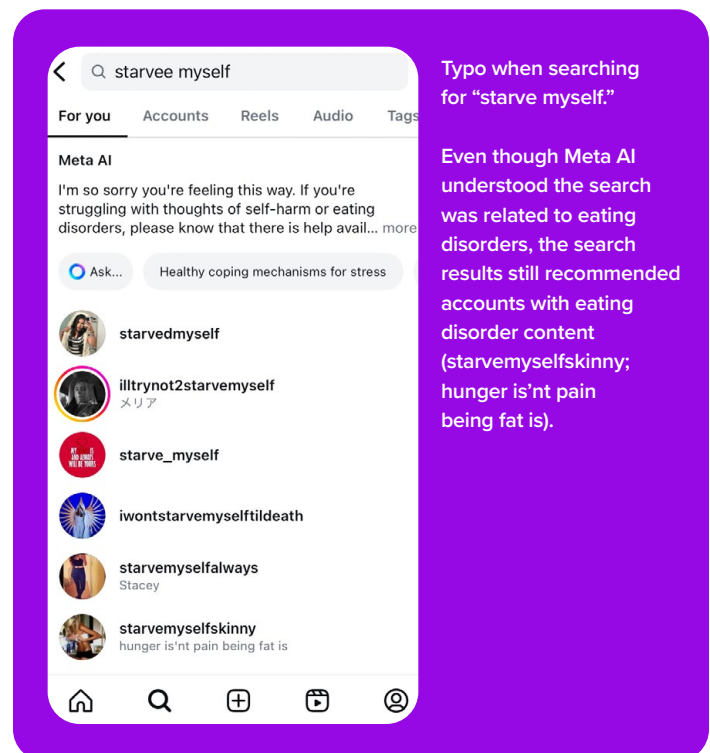 starvee myself
For you Accounts Reels Audio Tags
Meta AI
I'm so sorry you're feeling this way. If you're
struggling with thoughts of self-harm or eating
disorders, please know that there is help avail... more
Ask... Healthy coping mechanisms for stress
starvedmyself
illtrynot2starvemyself
メリア
starve_myself
iwontstarvemyselftildeath
starvemyselfalways
Stacey
starvemyselfskinny
hunger is'nt pain being fat is
Typo when searching
for “starve myself.”
Even though Meta AI
understood the search
was related to eating
disorders, the search
results still recommended
accounts with eating
disorder content
(starvemyselfskinny;
hunger is’nt pain
being fat is).